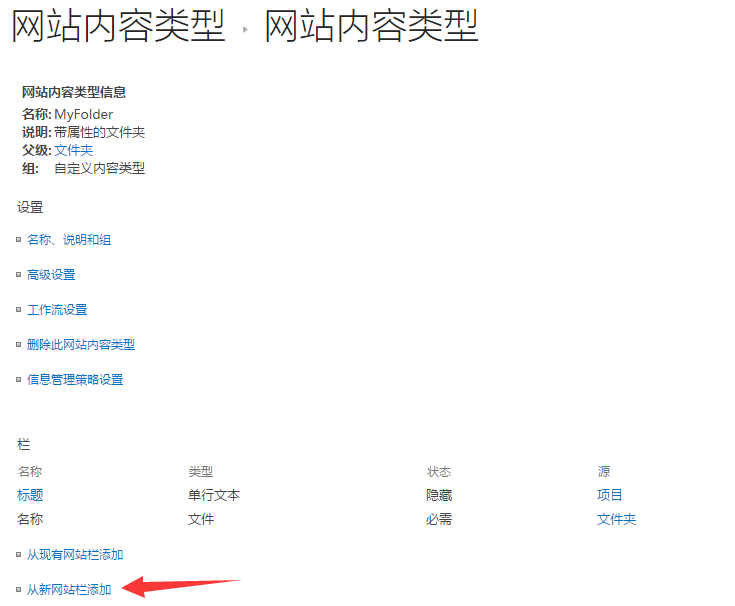 网站内容类型 ▸ 网站内容类型
网站内容类型信息
名称: MyFolder
说明: 带属性的文件夹
父级: 文件夹
组: 自定义内容类型
设置
名称、说明和组
高级设置
工作流设置
删除此网站内容类型
信息管理策略设置
栏
名称 类型 状态 源
标题 单行文本 隐藏 项目
名称 文件 必需 文件夹
从现有网站栏添加
从新网站栏添加